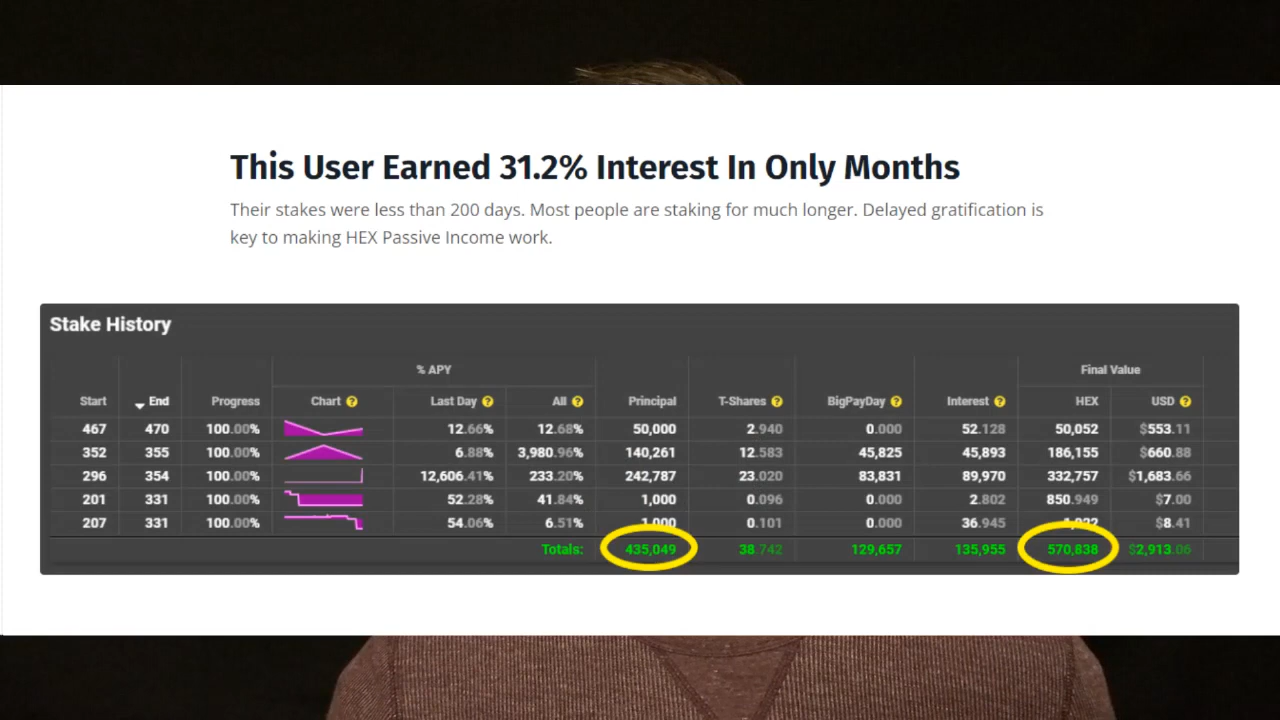 This User Earned 31.2% Interest In Only Months
Their stakes were less than 200 days. Most people are staking for much longer. Delayed gratification is
key to making HEX Passive Income work.
Stake History
% APY Final Value
Start End Progress Chart ? Last Day ? All ? Principal T-Shares ? BigPayDay ? Interest ? HEX USD ?
467 470 100.00% 12.66% 12.68% 50,000 2.940 0.000 52.128 50,052 $553.11
352 355 100.00% 6.88% 3,980.96% 140,261 12.583 45,825 45,893 186,155 $660.88
296 354 100.00% 12,606.41% 233.20% 242,787 23.020 83,831 89,970 332,757 $1,683.66
201 331 100.00% 52.28% 41.84% 1,000 0.096 0.000 2.802 850.949 $7.00
207 331 100.00% 54.06% 6.51% 1,000 0.101 0.000 36.945 $8.41
Totals: 435,049 38.742 129,657 135,955 570,838 $2,913.06